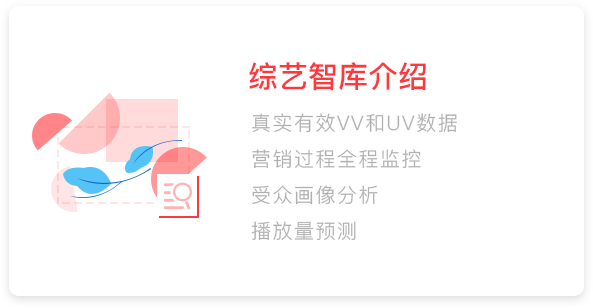 综艺智库介绍
真实有效VV和UV数据
营销过程全程监控
受众画像分析
播放量预测